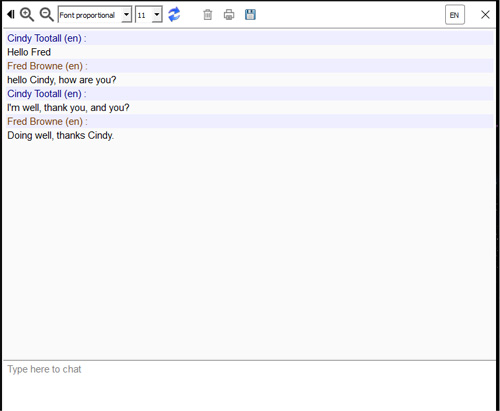 Font proportional 11 EN
Cindy Tootall (en) :
Hello Fred
Fred Browne (en) :
hello Cindy, how are you?
Cindy Tootall (en) :
I'm well, thank you, and you?
Fred Browne (en) :
Doing well, thanks Cindy.
Type here to chat